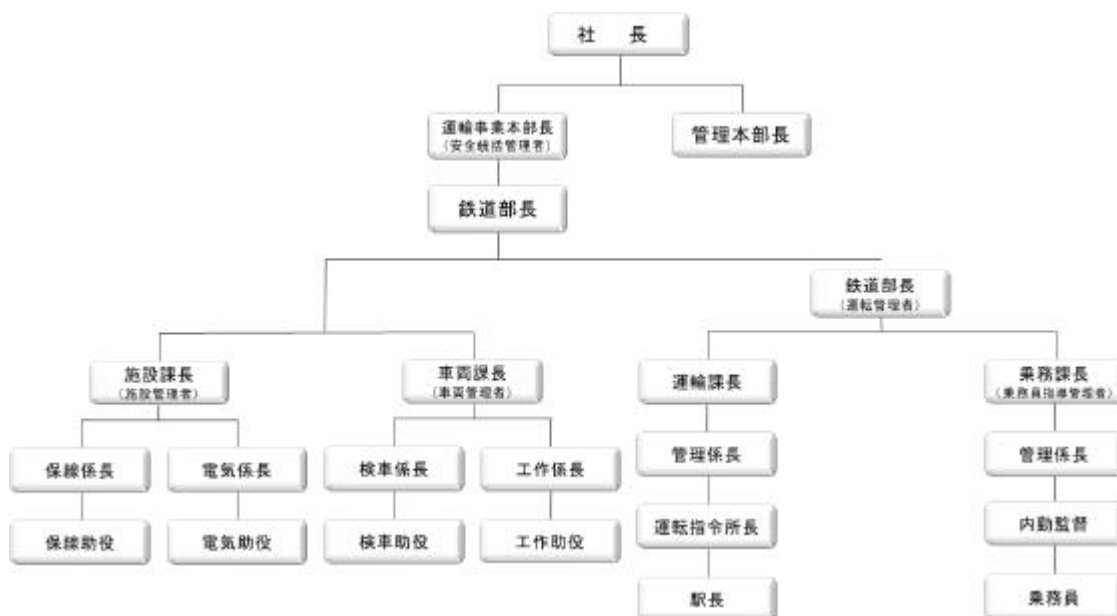 社 長
運輸事業本部長
（安全統括管理者）
管理本部長
鉄道部長
鉄道部長
（運転管理者）
施設課長
（施設管理者）
車両課長
（車両管理者）
運輸課長
乗務課長
（乗務員指導管理者）
保線係長
電気係長
検車係長
工作係長
管理係長
管理係長
保線助役
電気助役
検車助役
工作助役
運転指令所長
内勤監督
駅長
乗務員